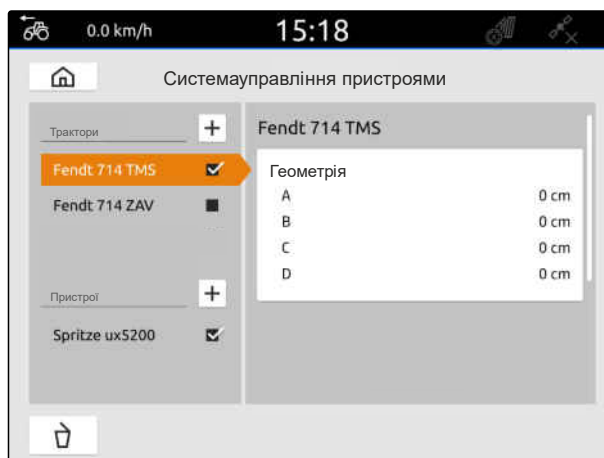 0.0 km/h 15:18
Системауправління пристроями
Трактори
Fendt 714 TMS
Fendt 714 ZAV
Пристрої
Spritze ux5200
Fendt 714 TMS
Геометрія
A 0 cm
B 0 cm
C 0 cm
D 0 cm